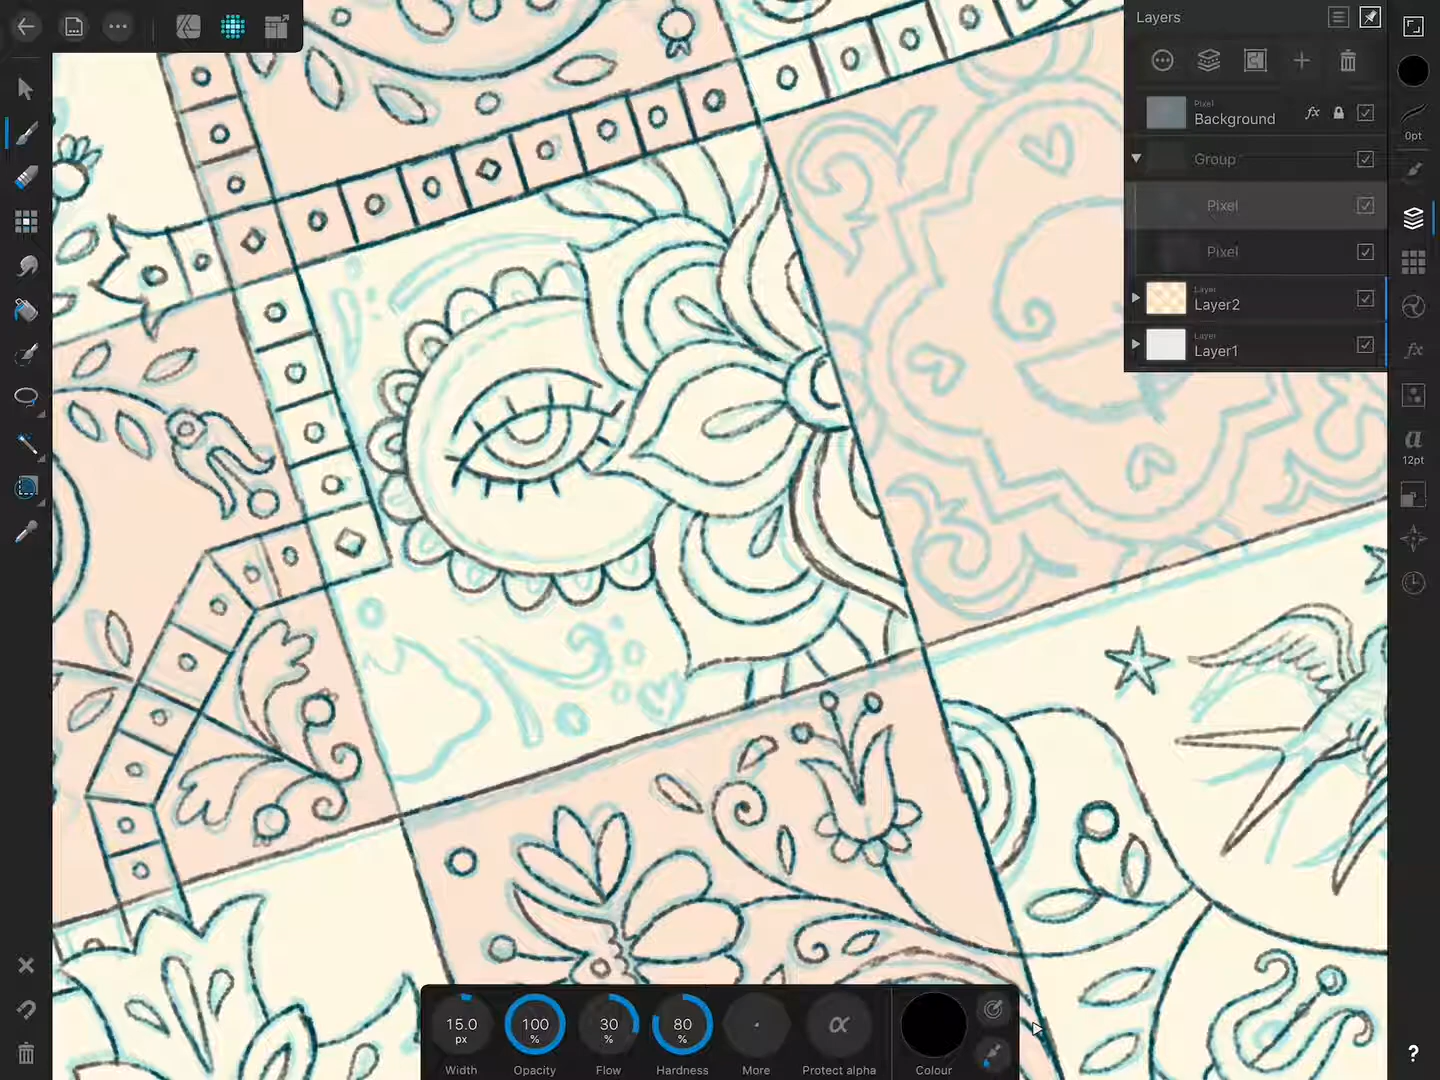 Layers
Pixel
Background
fx
0pt
Group
Pixel
Pixel
Layer
Layer2
Layer
Layer1
fx
a
12pt
15.0
px
100
%
30
%
80
%
α
Width
Opacity
Flow
Hardness
More
Protect alpha
Colour
?